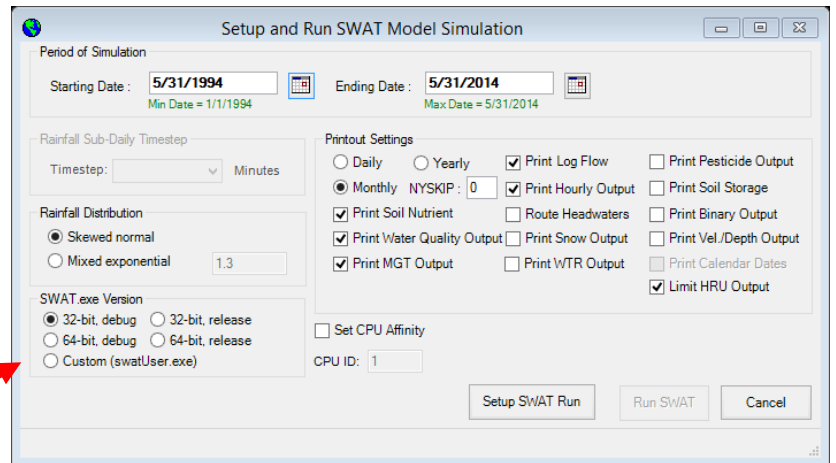 Setup and Run SWAT Model Simulation
Period of Simulation
Starting Date : 5/31/1994 Ending Date : 5/31/2014
Min Date = 1/1/1994 Max Date = 5/31/2014
Rainfall Sub-Daily Timestep
Timestep: Minutes
Rainfall Distribution
Skewed normal
Mixed exponential 1.3
SWAT.exe Version
32-bit, debug 32-bit, release
64-bit, debug 64-bit, release
Custom (swatUser.exe)
Printout Settings
Daily Yearly Print Log Flow Print Pesticide Output
Monthly NYSKIP : 0 Print Hourly Output Print Soil Storage
Print Soil Nutrient Route Headwaters Print Binary Output
Print Water Quality Output Print Snow Output Print Vel./Depth Output
Print MGT Output Print WTR Output Print Calendar Dates
Limit HRU Output
Set CPU Affinity
CPU ID: 1
Setup SWAT Run Run SWAT Cancel